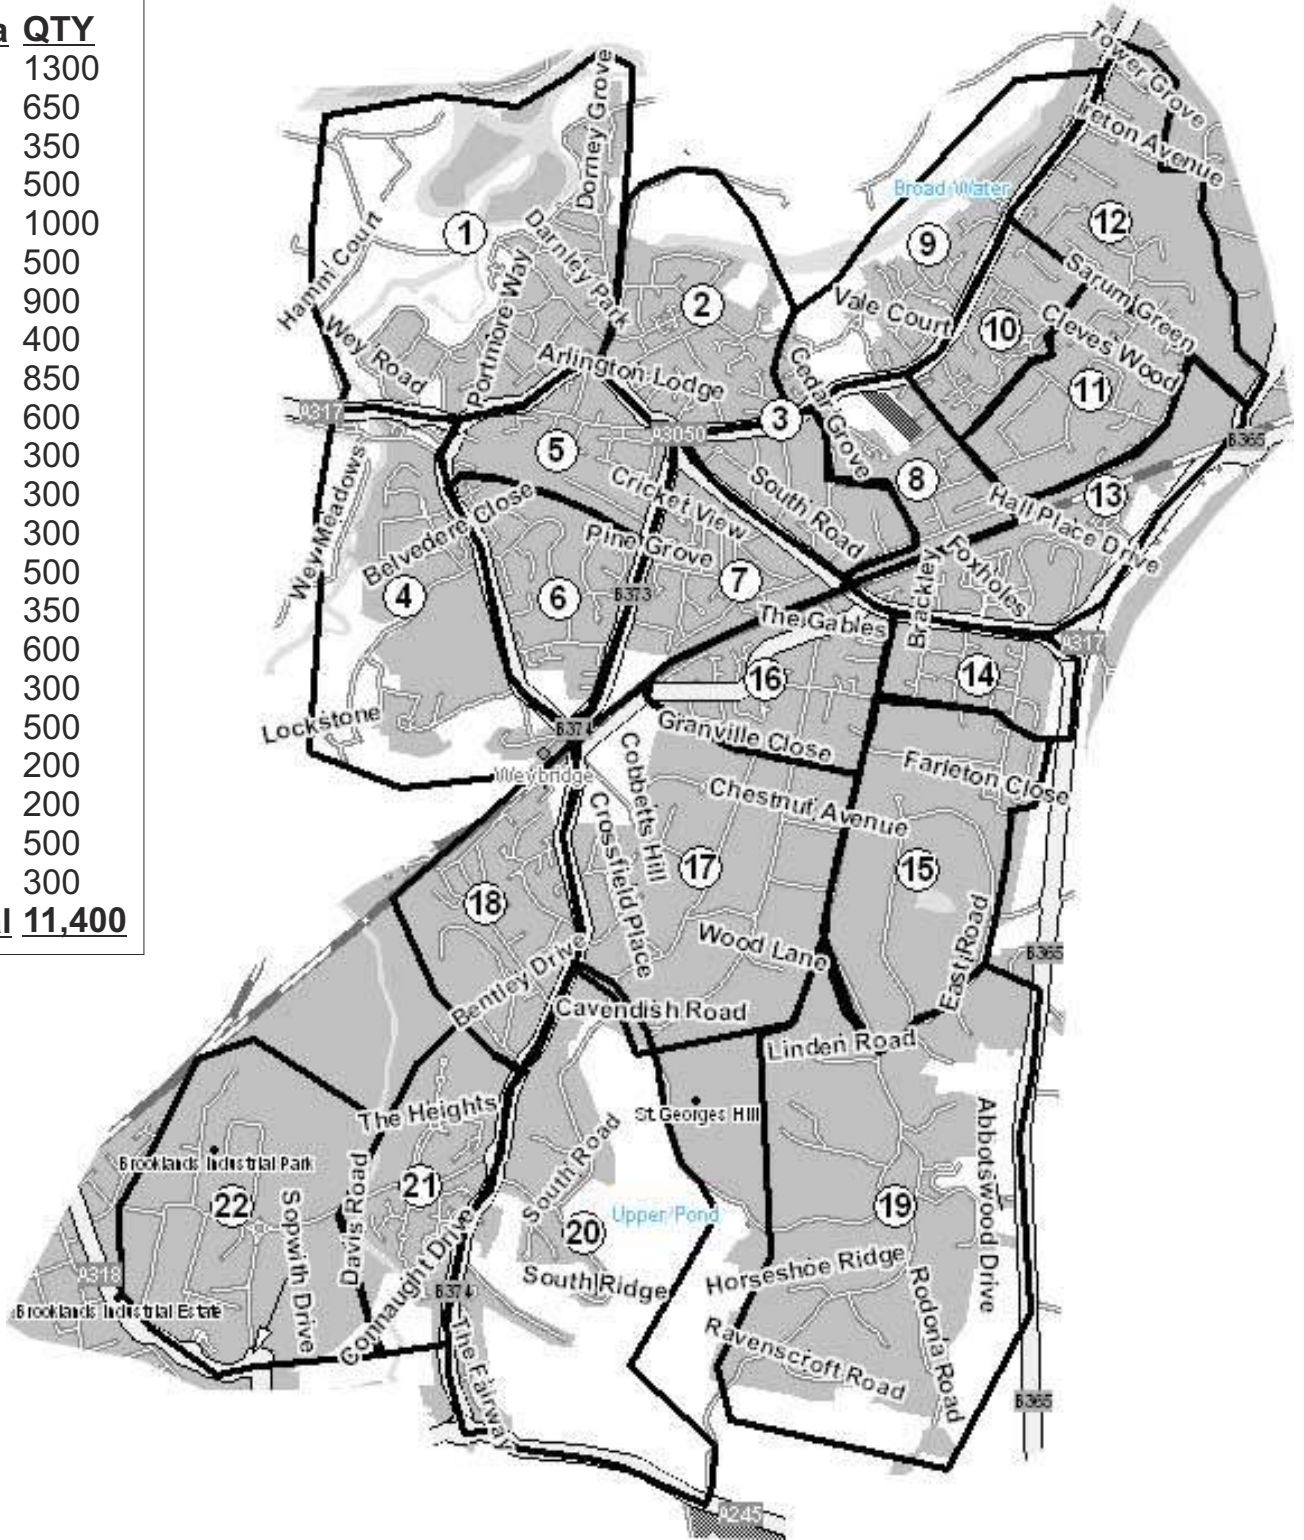 a QTY
1300
650
350
500
1000
500
900
400
850
600
300
300
300
500
350
600
300
500
200
200
500
300
l 11,400
Tower Grove
Ireton Avenue
Dorney Grove
Broad Water
1
Darnley Park
Hamm Court
Portmore Way
9
12
2
Sarum Green
Vale Court
10
Cleves Wood
Wey Road
Arlington Lodge
Cedar Grove
11
A317
3
A3050
B365
5
Cricket View
South Road
8
Hall Place Drive
13
Wey Meadows
Belvedere Close
Pine Grove
Foxholes
4
6
B373
7
The Gables
Brackley
A317
16
14
Lockstone
B374
Granville Close
Weybridge
Cobbetts Hill
Farleton Close
Chestnut Avenue
Crossfield Place
17
15
18
Wood Lane
East Road
B365
Bentley Drive
Cavendish Road
Linden Road
The Heights
St. Georges Hill
Abbotswood Drive
Brooklands Industrial Park
South Road
22
Sopwith Drive
Davis Road
21
Upper Pond
20
19
A318
Connaught Drive
South Ridge
Horseshoe Ridge
B374
Brooklands Industrial Estate
The Fairway
Ravenscroft Road
Rodona Road
B365
A245